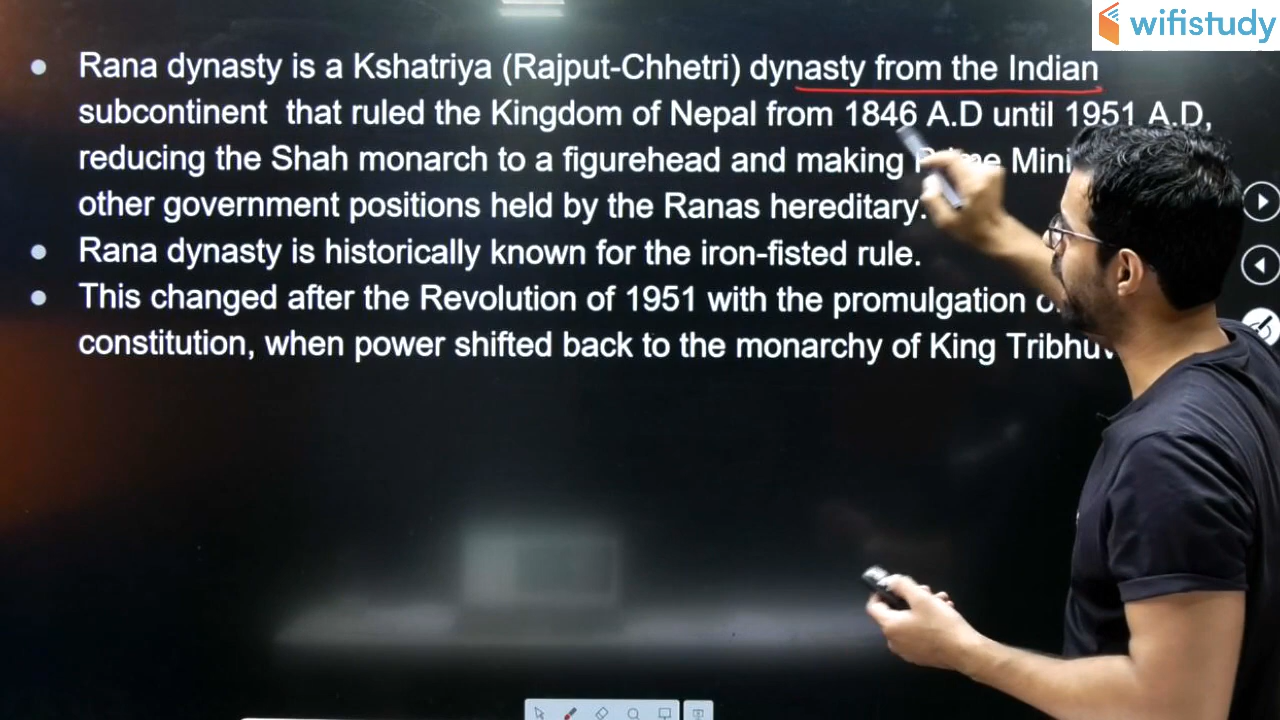 wifistudy
Rana dynasty is a Kshatriya (Rajput-Chhetri) dynasty from the Indian
subcontinent that ruled the Kingdom of Nepal from 1846 A.D until 1951 A.D,
reducing the Shah monarch to a figurehead and making
other government positions held by the Ranas hereditary.
Rana dynasty is historically known for the iron-fisted rule.
This changed after the Revolution of 1951 with the promulgation
constitution, when power shifted back to the monarchy of King